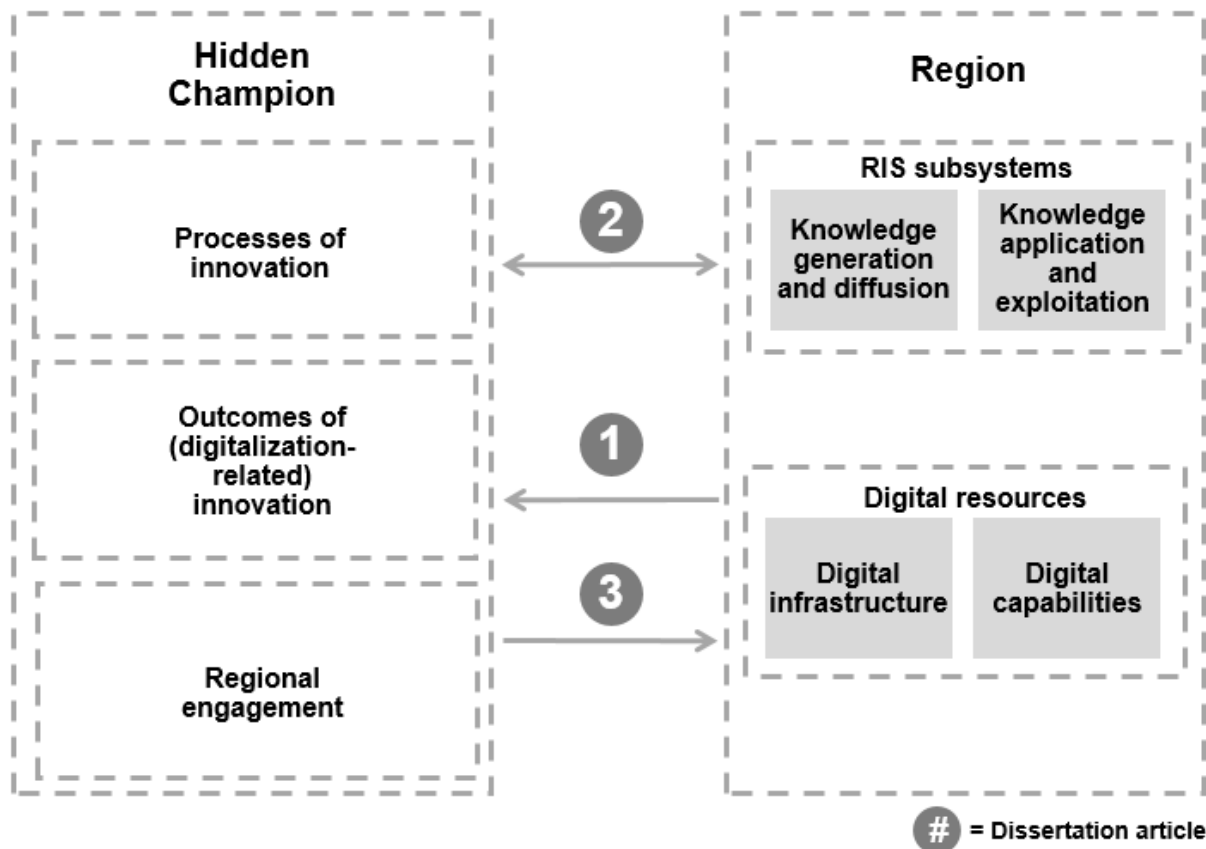 Hidden
Champion
Processes of
innovation
Outcomes of
(digitalization-
related)
innovation
Regional
engagement
2
1
3
Region
RIS subsystems
Knowledge
generation
and diffusion
Knowledge
application
and
exploitation
Digital resources
Digital
infrastructure
Digital
capabilities
# = Dissertation article